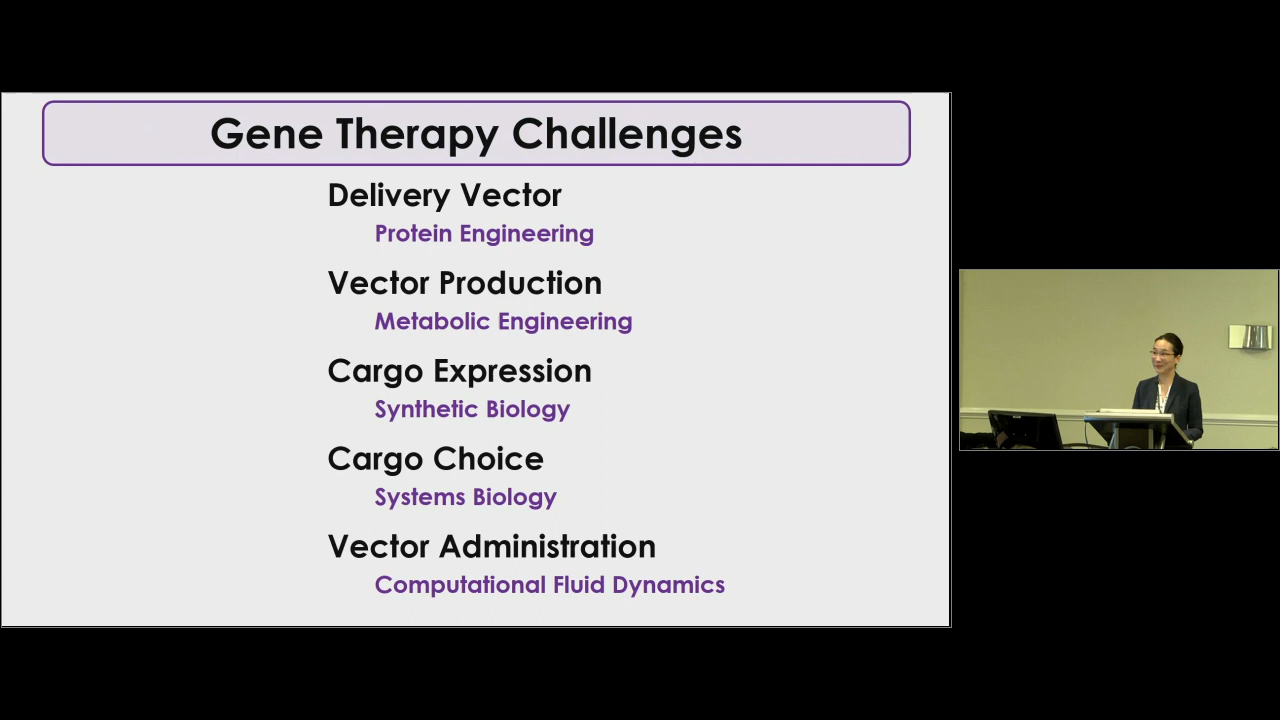 Gene Therapy Challenges
Delivery Vector
Protein Engineering
Vector Production
Metabolic Engineering
Cargo Expression
Synthetic Biology
Cargo Choice
Systems Biology
Vector Administration
Computational Fluid Dynamics